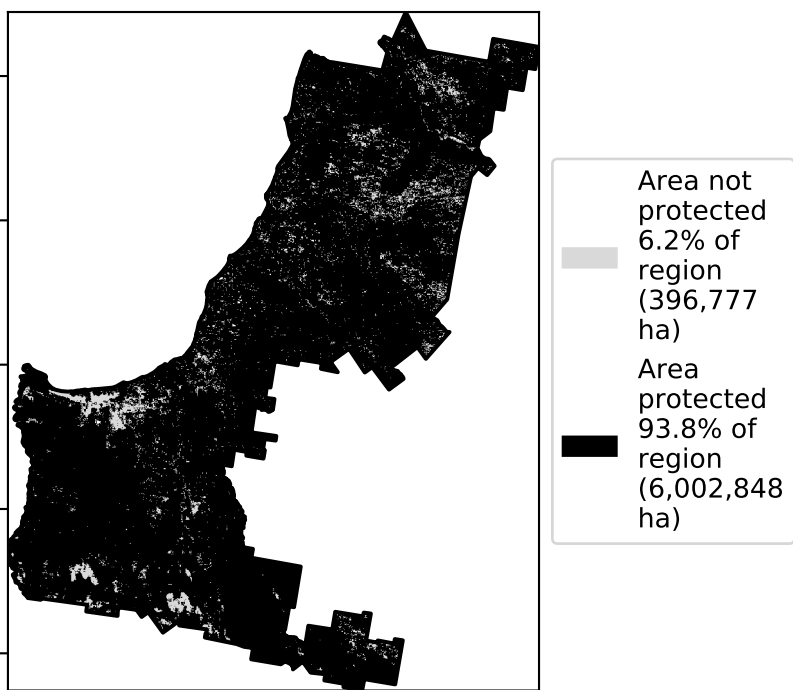 Area not
protected
6.2% of
region
(396,777
ha)
Area
protected
93.8% of
region
(6,002,848
ha)